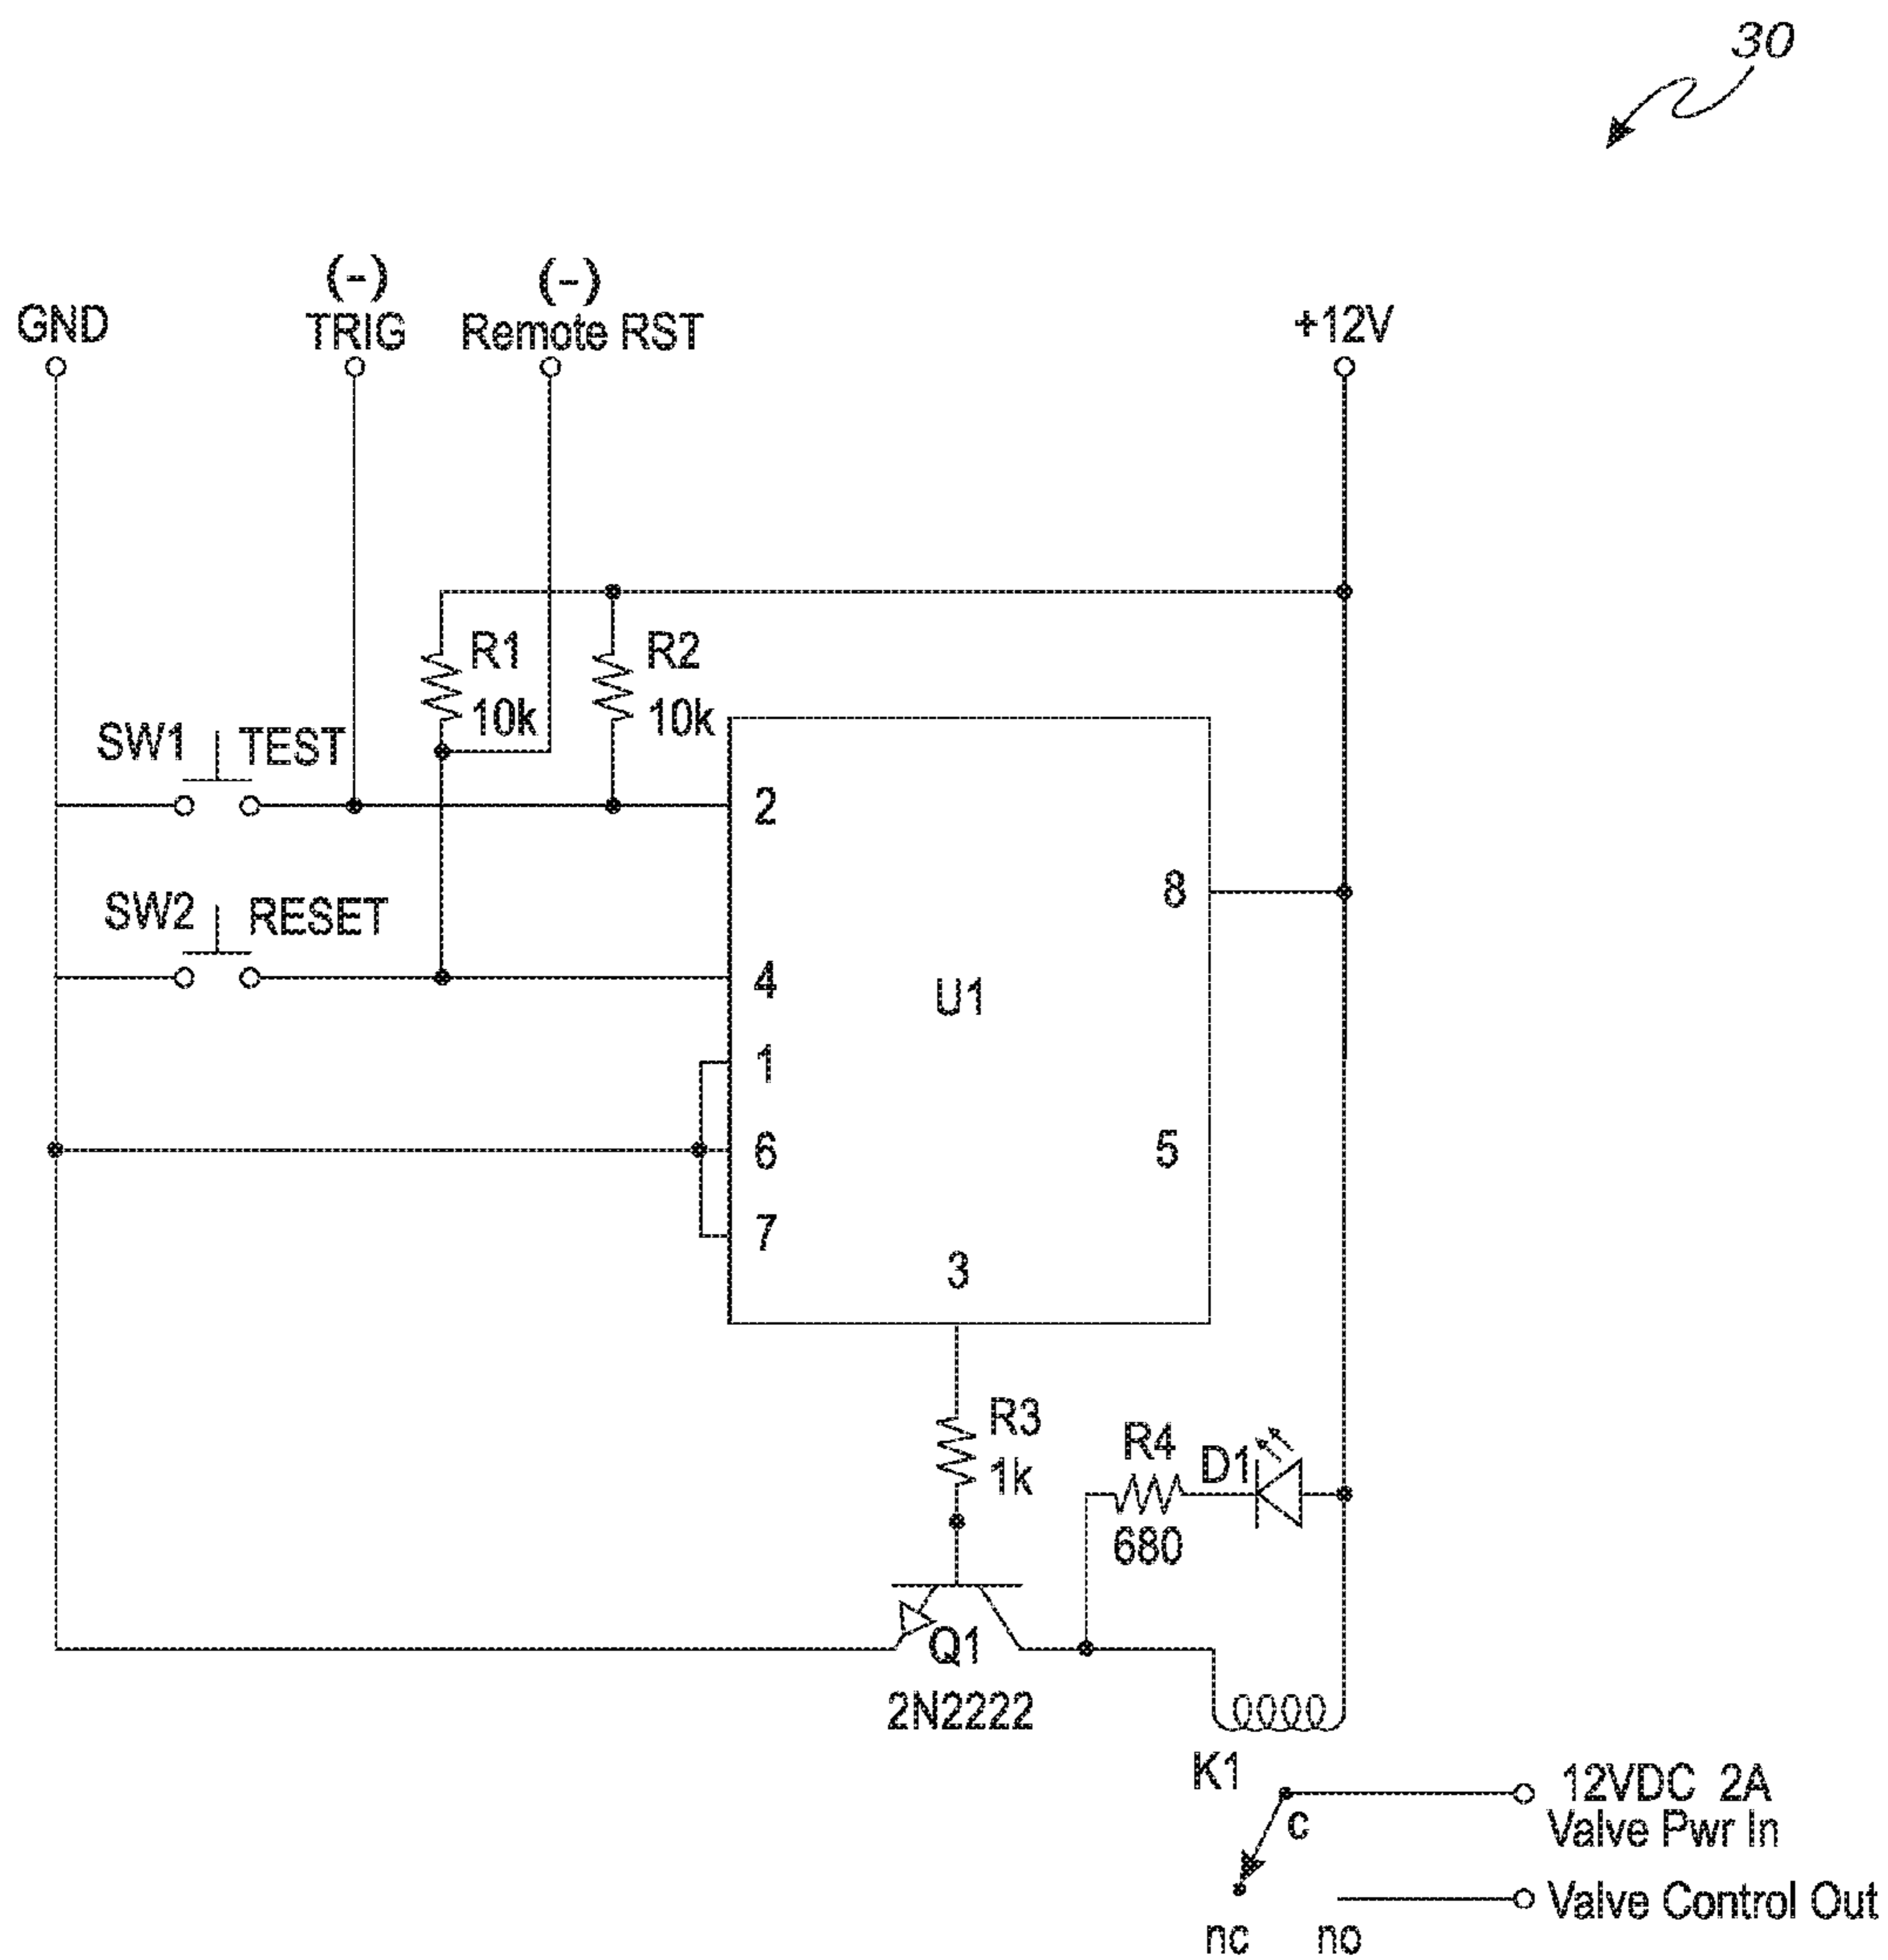 30
(-)
(-)
GND
TRIG
Remote RST
+12V
R1
10k
R2
10k
SW1
TEST
2
8
SW2
RESET
4
U1
1
6
5
7
3
R3
1k
R4
680
D1
Q1
2N2222
K1
c
12VDC 2A
Valve Pwr In
Valve Control Out
nc
no